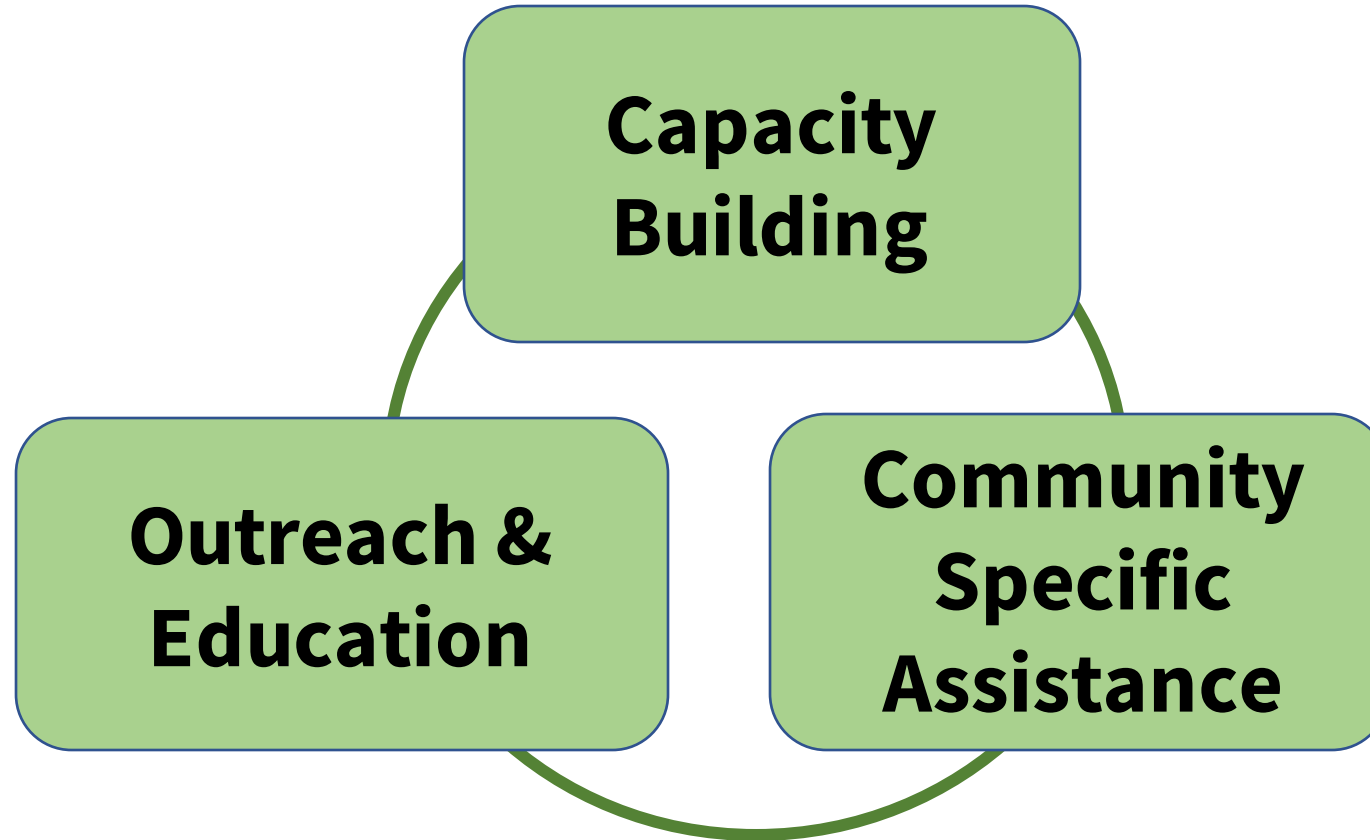 Capacity
Building
Outreach &
Education
Community
Specific
Assistance